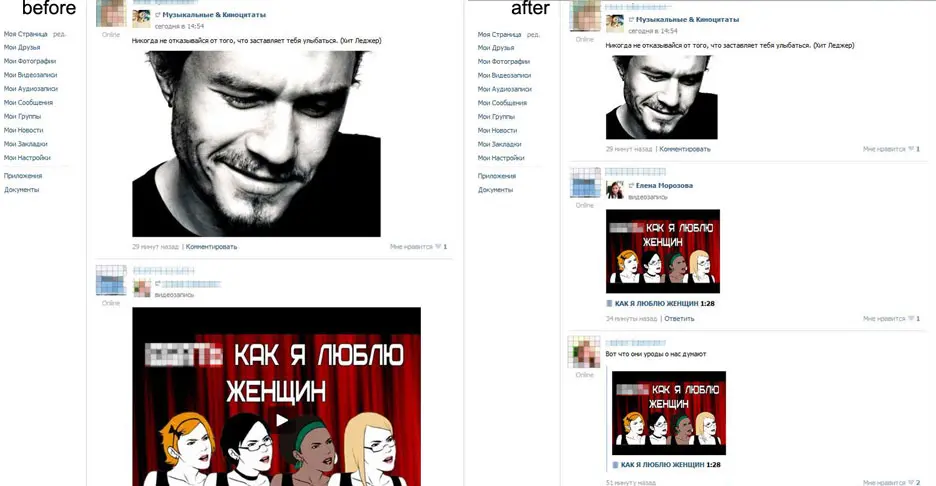 before
Online
Музыкальные & Киноцитаты
сегодня в 14:54
Никогда не отказывайся от того, что заставляет тебя улыбаться. (Хит Леджер)
Моя Страница ред.
Мои Друзья
Мои Фотографии
Мои Видеозаписи
Мои Аудиозаписи
Мои Сообщения
Мои Группы
Мои Новости
Мои Закладки
Мои Настройки
Приложения
Документы
29 минут назад | Комментировать
Мне нравится 1
Online
видеозапись
КАК Я ЛЮБЛЮ
ЖЕНЩИН
after
Online
Музыкальные & Киноцитаты
сегодня в 14:54
Никогда не отказывайся от того, что заставляет тебя улыбаться. (Хит Леджер)
Моя Страница ред.
Мои Друзья
Мои Фотографии
Мои Видеозаписи
Мои Аудиозаписи
Мои Сообщения
Мои Группы
Мои Новости
Мои Закладки
Мои Настройки
Приложения
Документы
29 минут назад | Комментировать
Мне нравится 1
Online
Елена Морозова
видеозапись
КАК Я ЛЮБЛЮ
ЖЕНЩИН
КАК Я ЛЮБЛЮ ЖЕНЩИН 1:28
34 минуты назад | Ответить
Мне нравится 1
Online
Вот что они уроды о нас думают
КАК Я ЛЮБЛЮ
ЖЕНЩИН
КАК Я ЛЮБЛЮ ЖЕНЩИН 1:28
51 минуту назад
Мне нравится 2